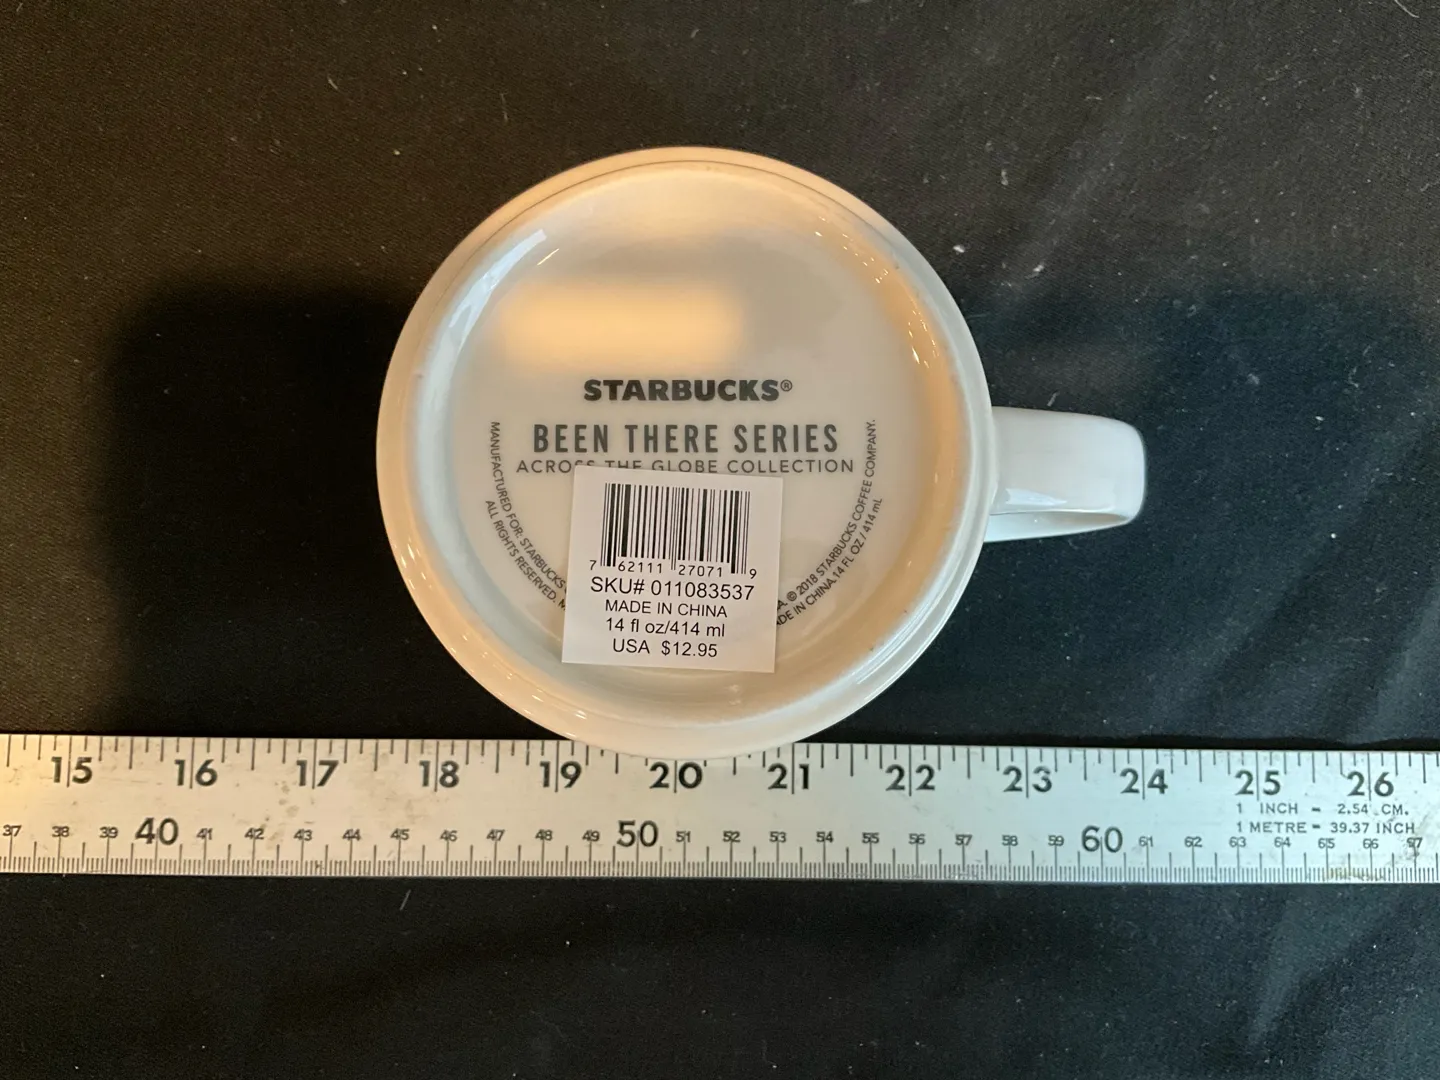 STARBUCKS®
BEEN THERE SERIES
ACROSS THE GLOBE COLLECTION
MANUFACTURED FOR: STARBUCKS
© 2018 STARBUCKS COFFEE COMPANY.
ALL RIGHTS RESERVED.
MADE IN CHINA. 14 FL OZ / 414 mL
7 62111 27071 9
SKU# 011083537
MADE IN CHINA
14 fl oz/414 ml
USA $12.95
15 16 17 18 19 20 21 22 23 24 25 26
1 INCH = 2.54 CM.
1 METRE = 39.37 INCH
37 38 39 40 41 42 43 44 45 46 47 48 49 50 51 52 53 54 55 56 57 58 59 60 61 62 63 64 65 66 67